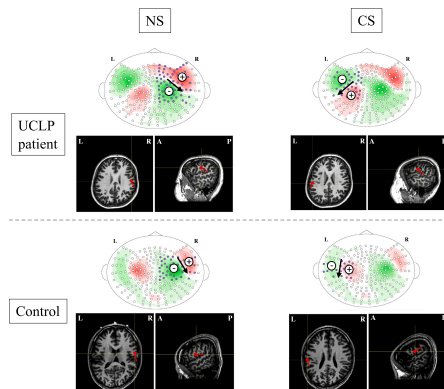 NS
CS
L R
L R
UCLP
patient
L R A P
L R A P
L R
L R
Control
L R A P
L R A P